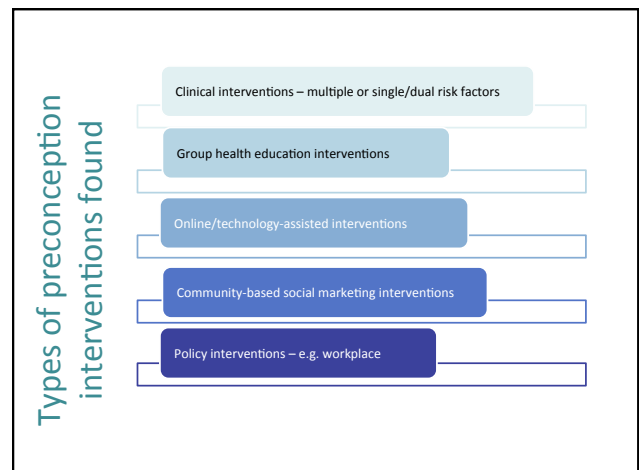 Types of preconception
interventions found
Clinical interventions – multiple or single/dual risk factors
Group health education interventions
Online/technology-assisted interventions
Community-based social marketing interventions
Policy interventions – e.g. workplace